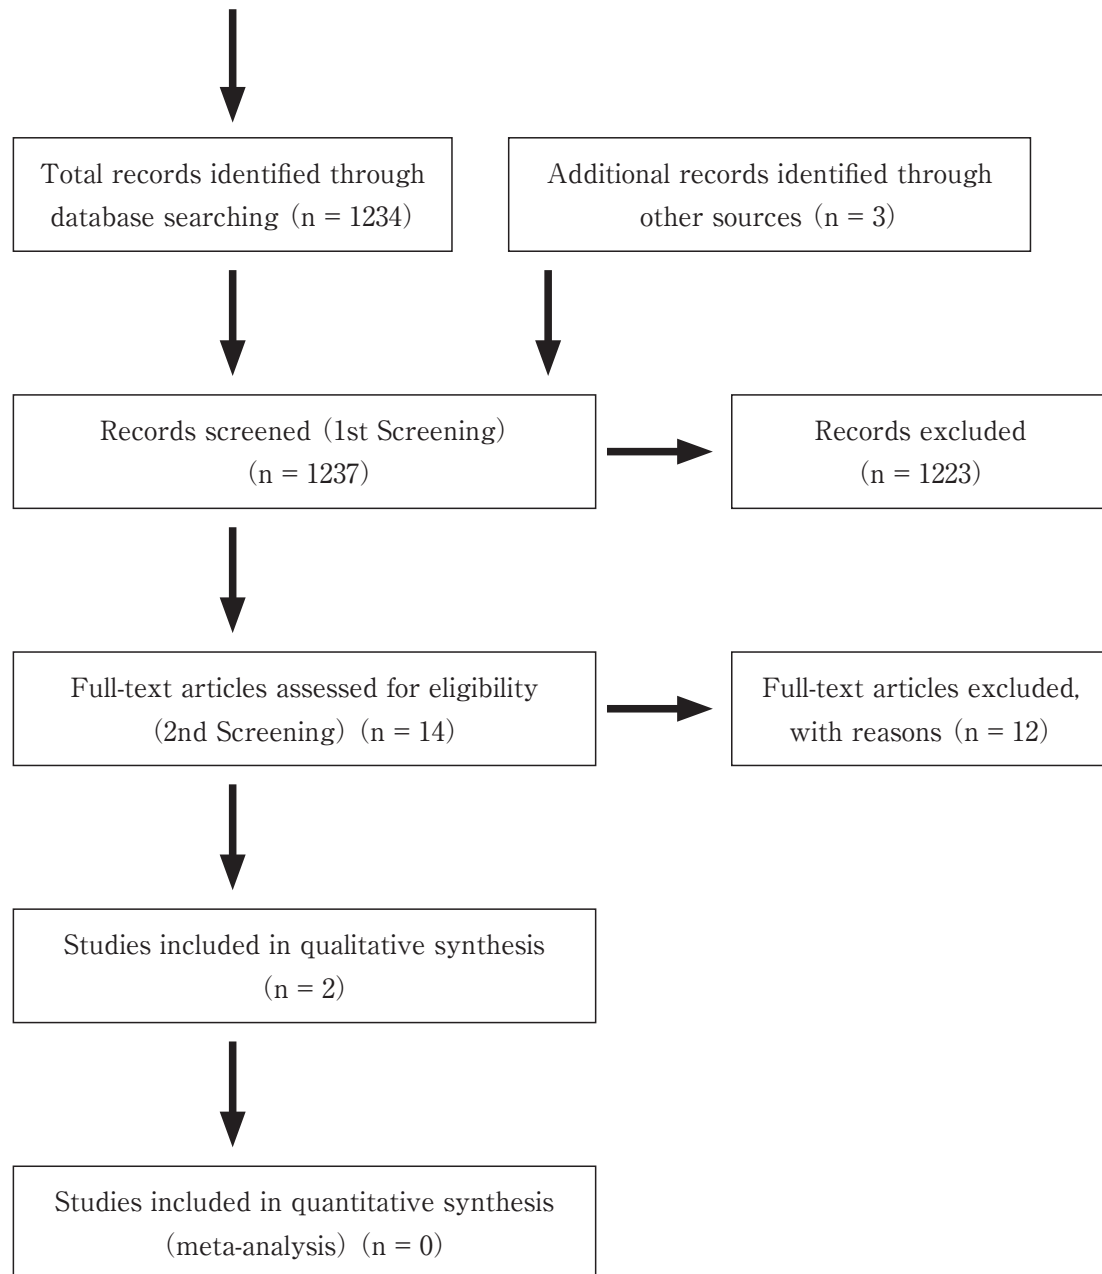 Total records identified through
database searching (n = 1234)
Additional records identified through
other sources (n = 3)
Records screened (1st Screening)
(n = 1237)
Records excluded
(n = 1223)
Full-text articles assessed for eligibility
(2nd Screening) (n = 14)
Full-text articles excluded,
with reasons (n = 12)
Studies included in qualitative synthesis
(n = 2)
Studies included in quantitative synthesis
(meta-analysis) (n = 0)